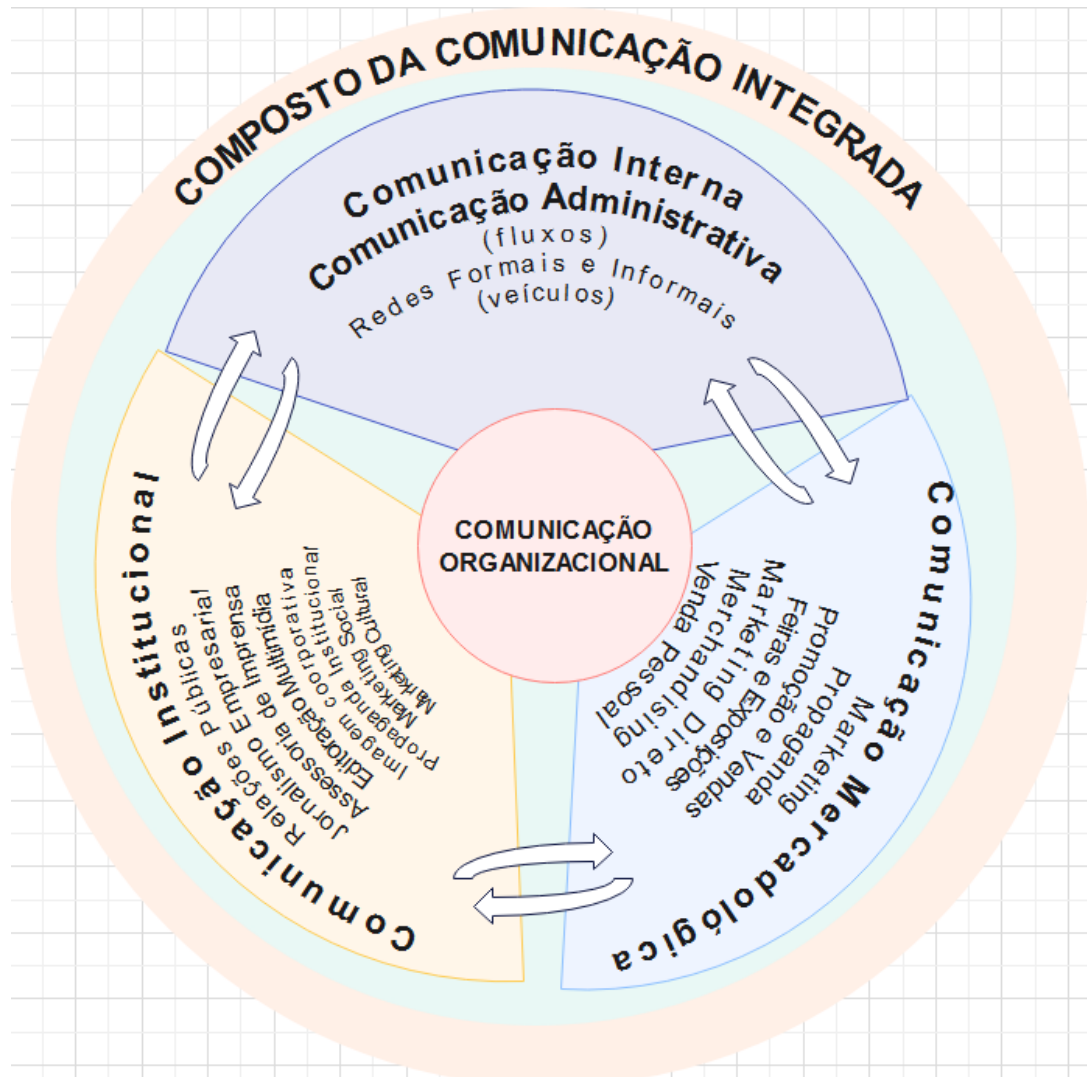 COMPOSTO DA COMUNICAÇÃO INTEGRADA
Comunicação Interna
Comunicação Administrativa
(fluxos)
Redes Formais e Informais
(veículos)
COMUNICAÇÃO
ORGANIZACIONAL
Comunicação Institucional
Relações Públicas
Jornalismo Empresarial
Assessoria de Imprensa
Editoração Multimídia
Imagem coorporativa
Propaganda Institucional
Marketing Social
Marketing Cultural
Comunicação Mercadológica
Marketing
Propaganda
Promoção e Vendas
Feiras e Exposições
Marketing Direto
Merchandising
Venda Pessoal